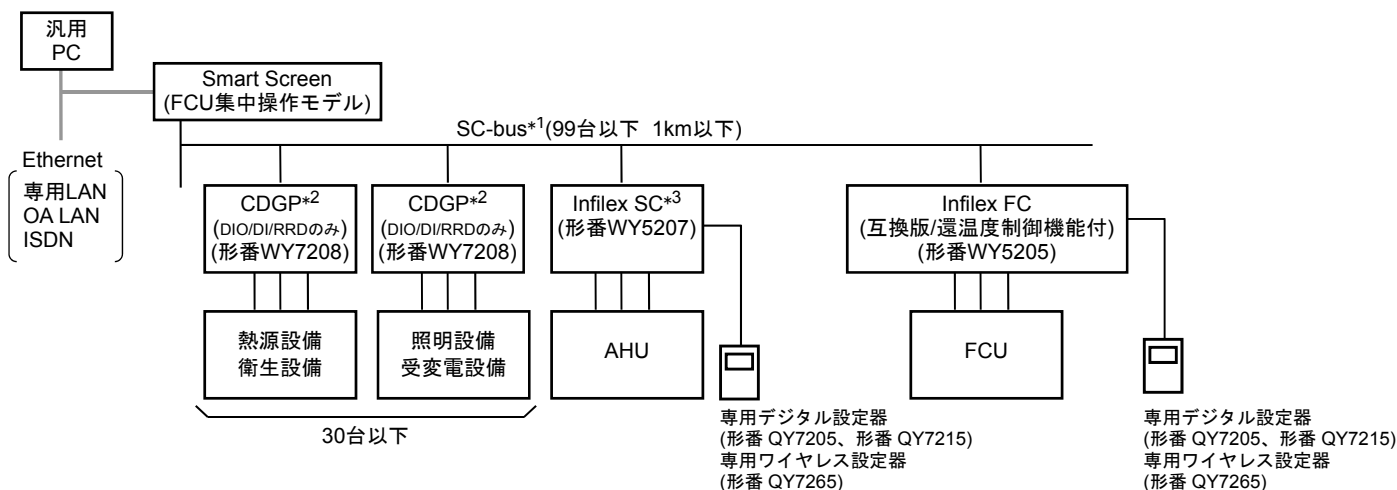 汎用
PC
Smart Screen
(FCU集中操作モデル)
SC-bus*1(99台以下 1km以下)
Ethernet
専用LAN
OA LAN
ISDN
CDGP*2
(DIO/DI/RRDのみ)
(形番WY7208)
CDGP*2
(DIO/DI/RRDのみ)
(形番WY7208)
Infilex SC*3
(形番WY5207)
Infilex FC
(互換版/還温度制御機能付)
(形番WY5205)
熱源設備
衛生設備
照明設備
受変電設備
AHU
FCU
30台以下
専用デジタル設定器
(形番 QY7205、形番 QY7215)
専用ワイヤレス設定器
(形番 QY7265)
専用デジタル設定器
(形番 QY7205、形番 QY7215)
専用ワイヤレス設定器
(形番 QY7265)